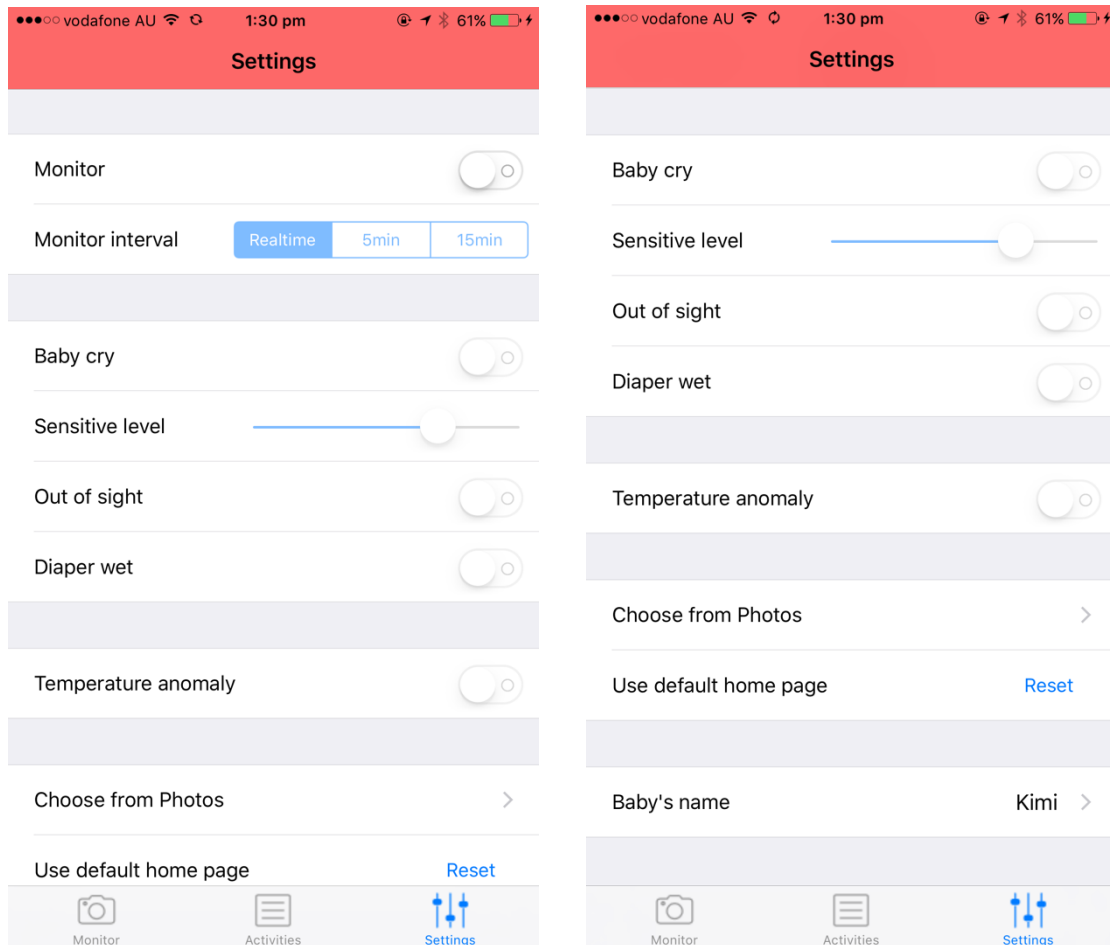 vodafone AU 1:30 pm 61%
Settings
Monitor
Monitor interval Realtime 5min 15min
Baby cry
Sensitive level
Out of sight
Diaper wet
Temperature anomaly
Choose from Photos
Use default home page Reset
Monitor Activities Settings
vodafone AU 1:30 pm 61%
Settings
Baby cry
Sensitive level
Out of sight
Diaper wet
Temperature anomaly
Choose from Photos
Use default home page Reset
Baby's name Kimi
Monitor Activities Settings